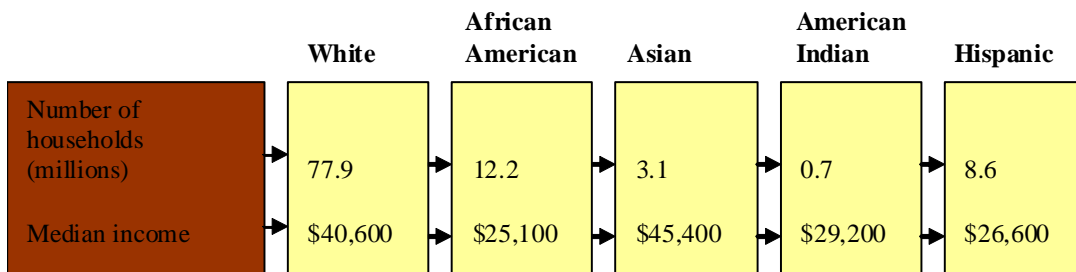 White
African
American
Asian
American
Indian
Hispanic
Number of
households
(millions)
77.9
12.2
3.1
0.7
8.6
Median income
$40,600
$25,100
$45,400
$29,200
$26,600